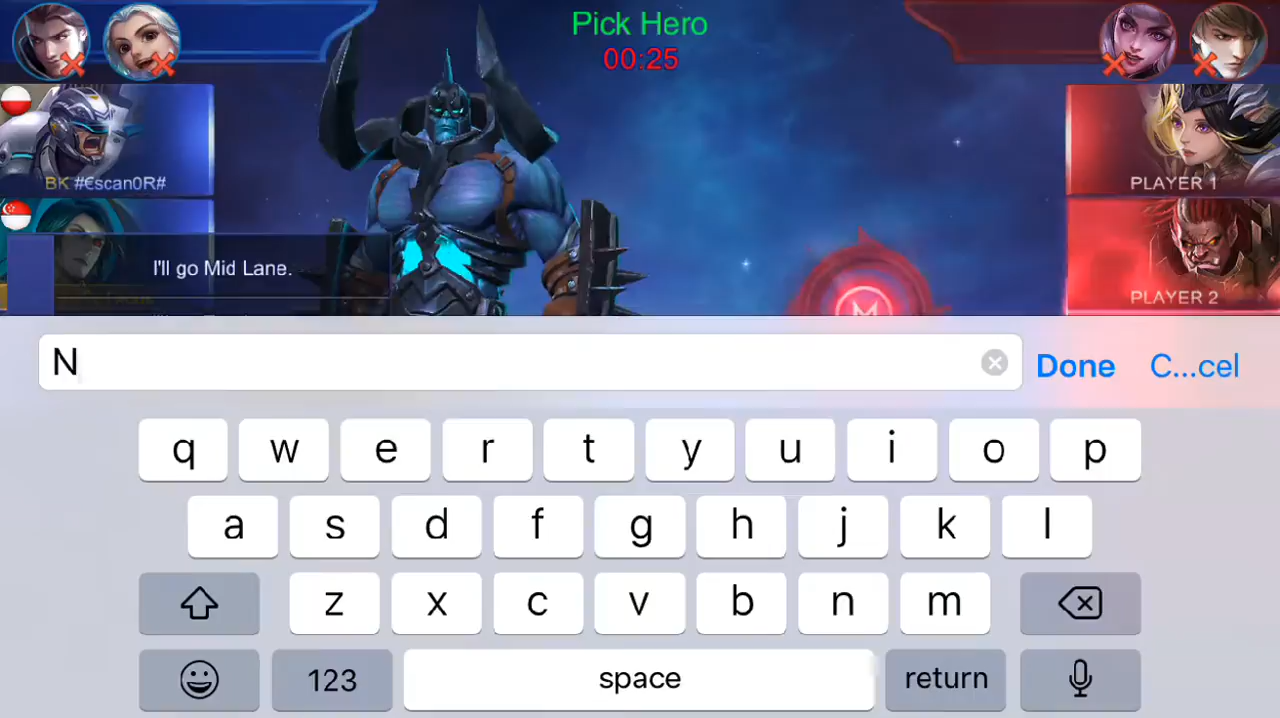 Pick Hero
00:25
BK #€scan0R#
PLAYER 1
I'll go Mid Lane.
PLAYER 2
N
Done
C...cel
q w e r t y u i o p
a s d f g h j k l
z x c v b n m
123
space
return